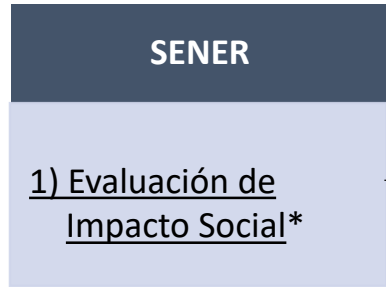 SENER
1) Evaluación de
Impacto Social*